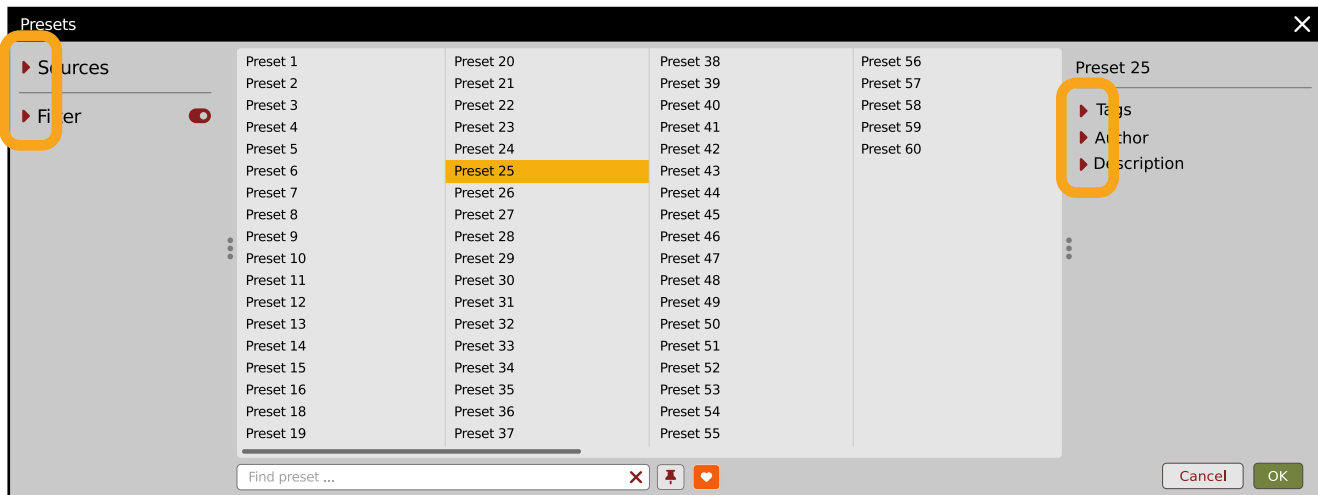 Presets
Sources
Filter
Preset 1
Preset 2
Preset 3
Preset 4
Preset 5
Preset 6
Preset 7
Preset 8
Preset 9
Preset 10
Preset 11
Preset 12
Preset 13
Preset 14
Preset 15
Preset 16
Preset 18
Preset 19
Preset 20
Preset 21
Preset 22
Preset 23
Preset 24
Preset 25
Preset 26
Preset 27
Preset 28
Preset 29
Preset 30
Preset 31
Preset 32
Preset 33
Preset 34
Preset 35
Preset 36
Preset 37
Preset 38
Preset 39
Preset 40
Preset 41
Preset 42
Preset 43
Preset 44
Preset 45
Preset 46
Preset 47
Preset 48
Preset 49
Preset 50
Preset 51
Preset 52
Preset 53
Preset 54
Preset 55
Preset 56
Preset 57
Preset 58
Preset 59
Preset 60
Preset 25
Tags
Author
Description
Find preset ...
Cancel
OK